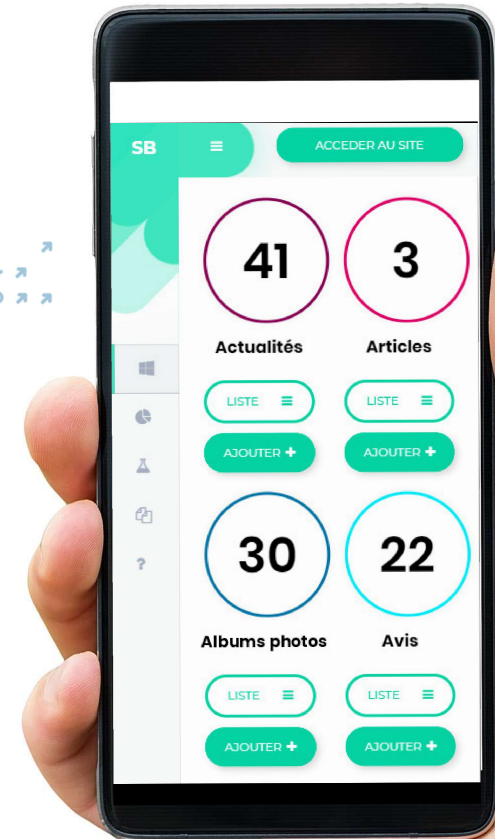 SB
ACCEDER AU SITE
41
3
Actualités
Articles
LISTE
LISTE
AJOUTER +
AJOUTER +
30
22
Albums photos
Avis
LISTE
LISTE
AJOUTER +
AJOUTER +
?